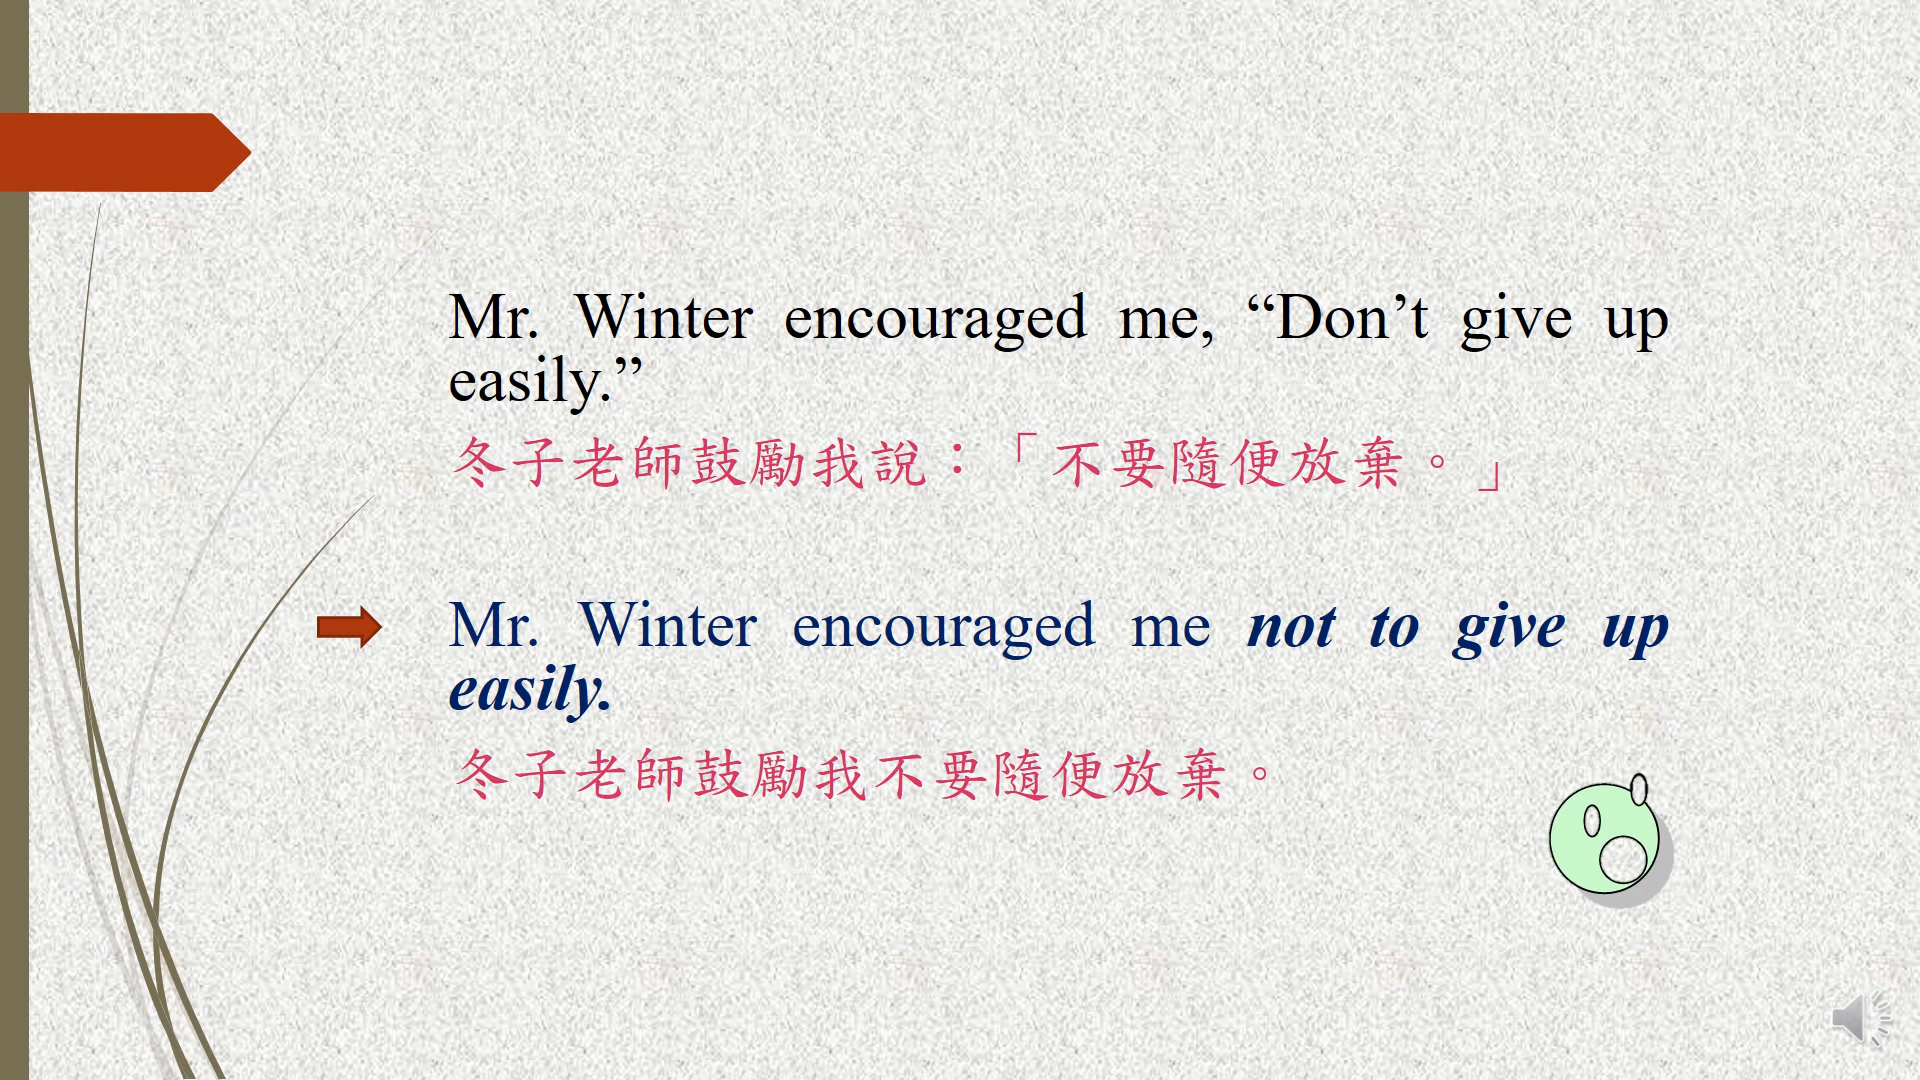 Mr. Winter encouraged me, “Don’t give up
easily.”
冬子老師鼓勵我說：「不要隨便放棄。」
Mr. Winter encouraged me not to give up
easily.
冬子老師鼓勵我不要隨便放棄。